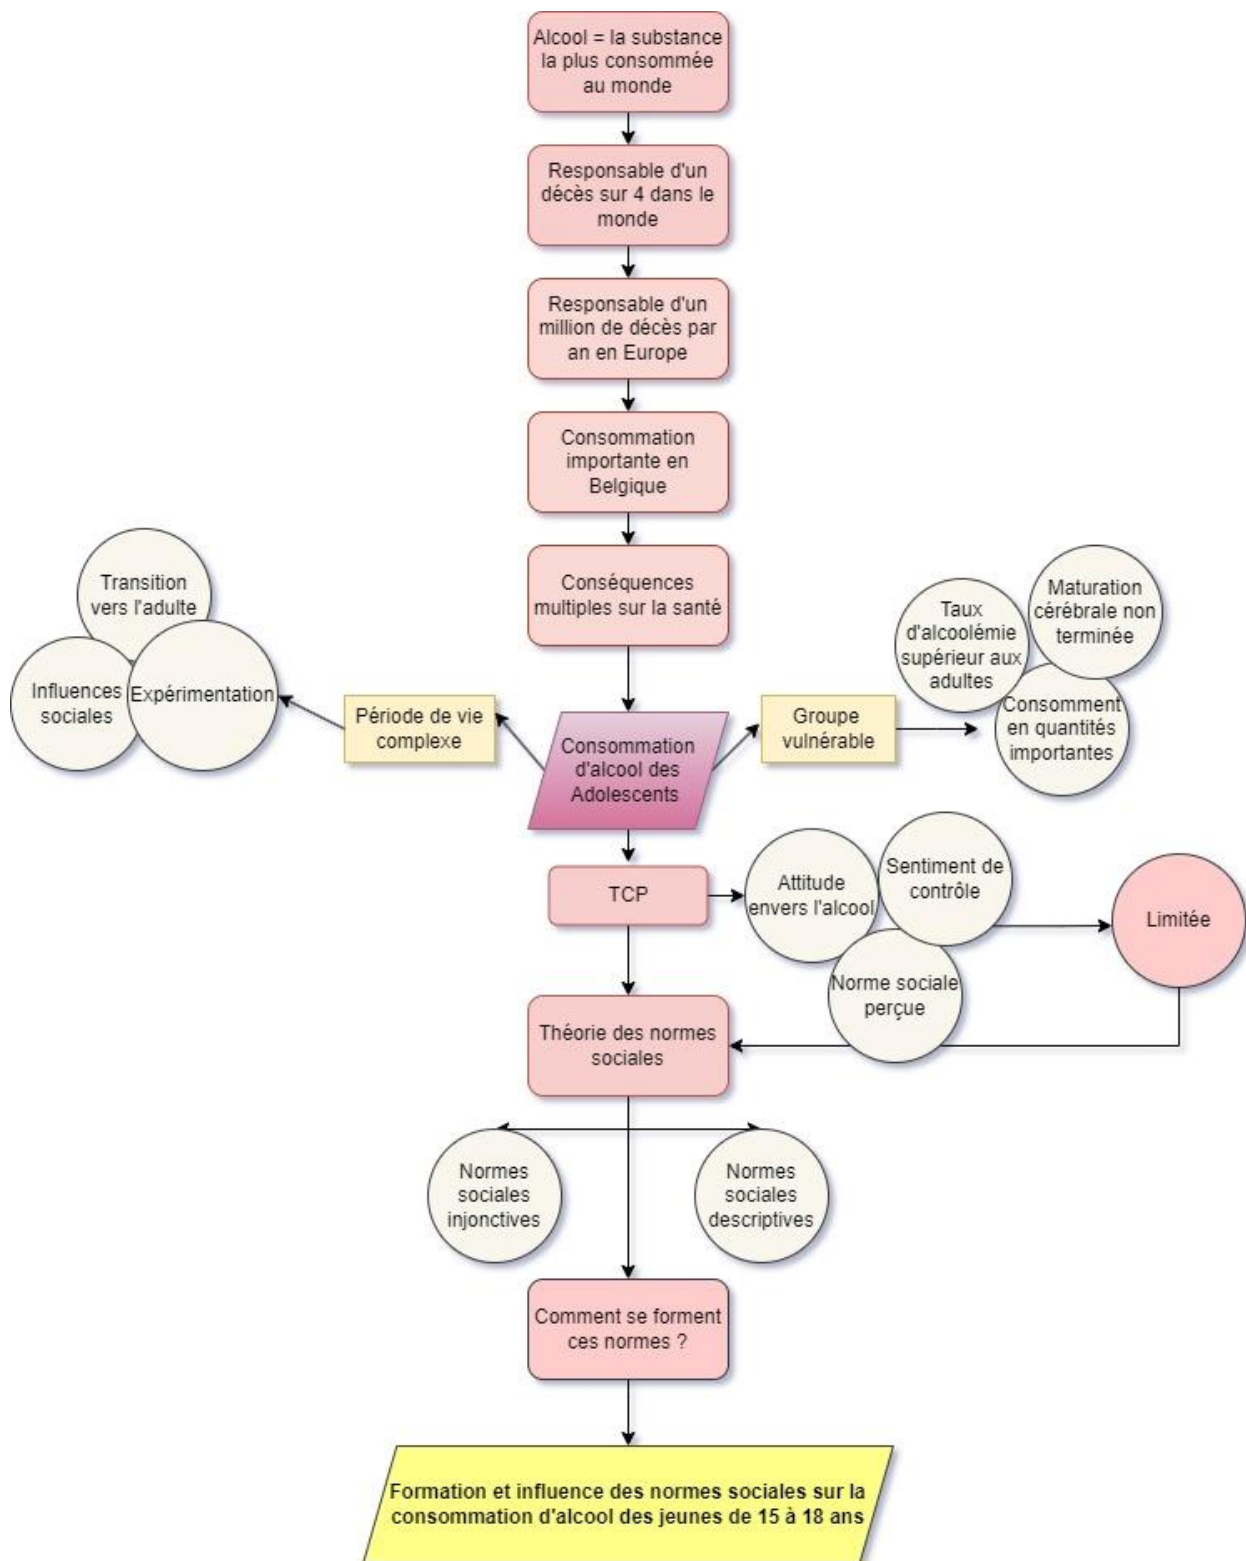 Alcool = la substance
la plus consommée
au monde
Responsable d'un
décès sur 4 dans le
monde
Responsable d'un
million de décès par
an en Europe
Consommation
importante en
Belgique
Conséquences
multiples sur la santé
Transition
vers l'adulte
Influences
sociales
Expérimentation
Période de vie
complexe
Consommation
d'alcool des
Adolescents
Groupe
vulnérable
Taux
d'alcoolémie
supérieur aux
adultes
Maturation
cérébrale non
terminée
Consomment
en quantités
importantes
TCP
Attitude
envers l'alcool
Sentiment de
contrôle
Norme sociale
perçue
Limitée
Théorie des normes
sociales
Normes
sociales
injonctives
Normes
sociales
descriptives
Comment se forment
ces normes ?
Formation et influence des normes sociales sur la
consommation d'alcool des jeunes de 15 à 18 ans